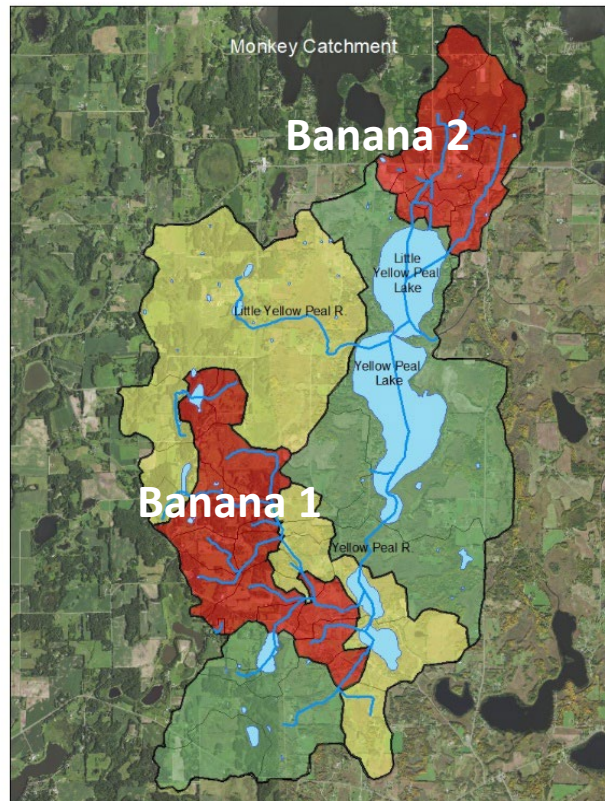 Monkey Catchment
Banana 2
Little
Yellow Peal
Lake
Little Yellow Peal R.
Yellow Peal
Lake
Banana 1
Yellow Peal R.